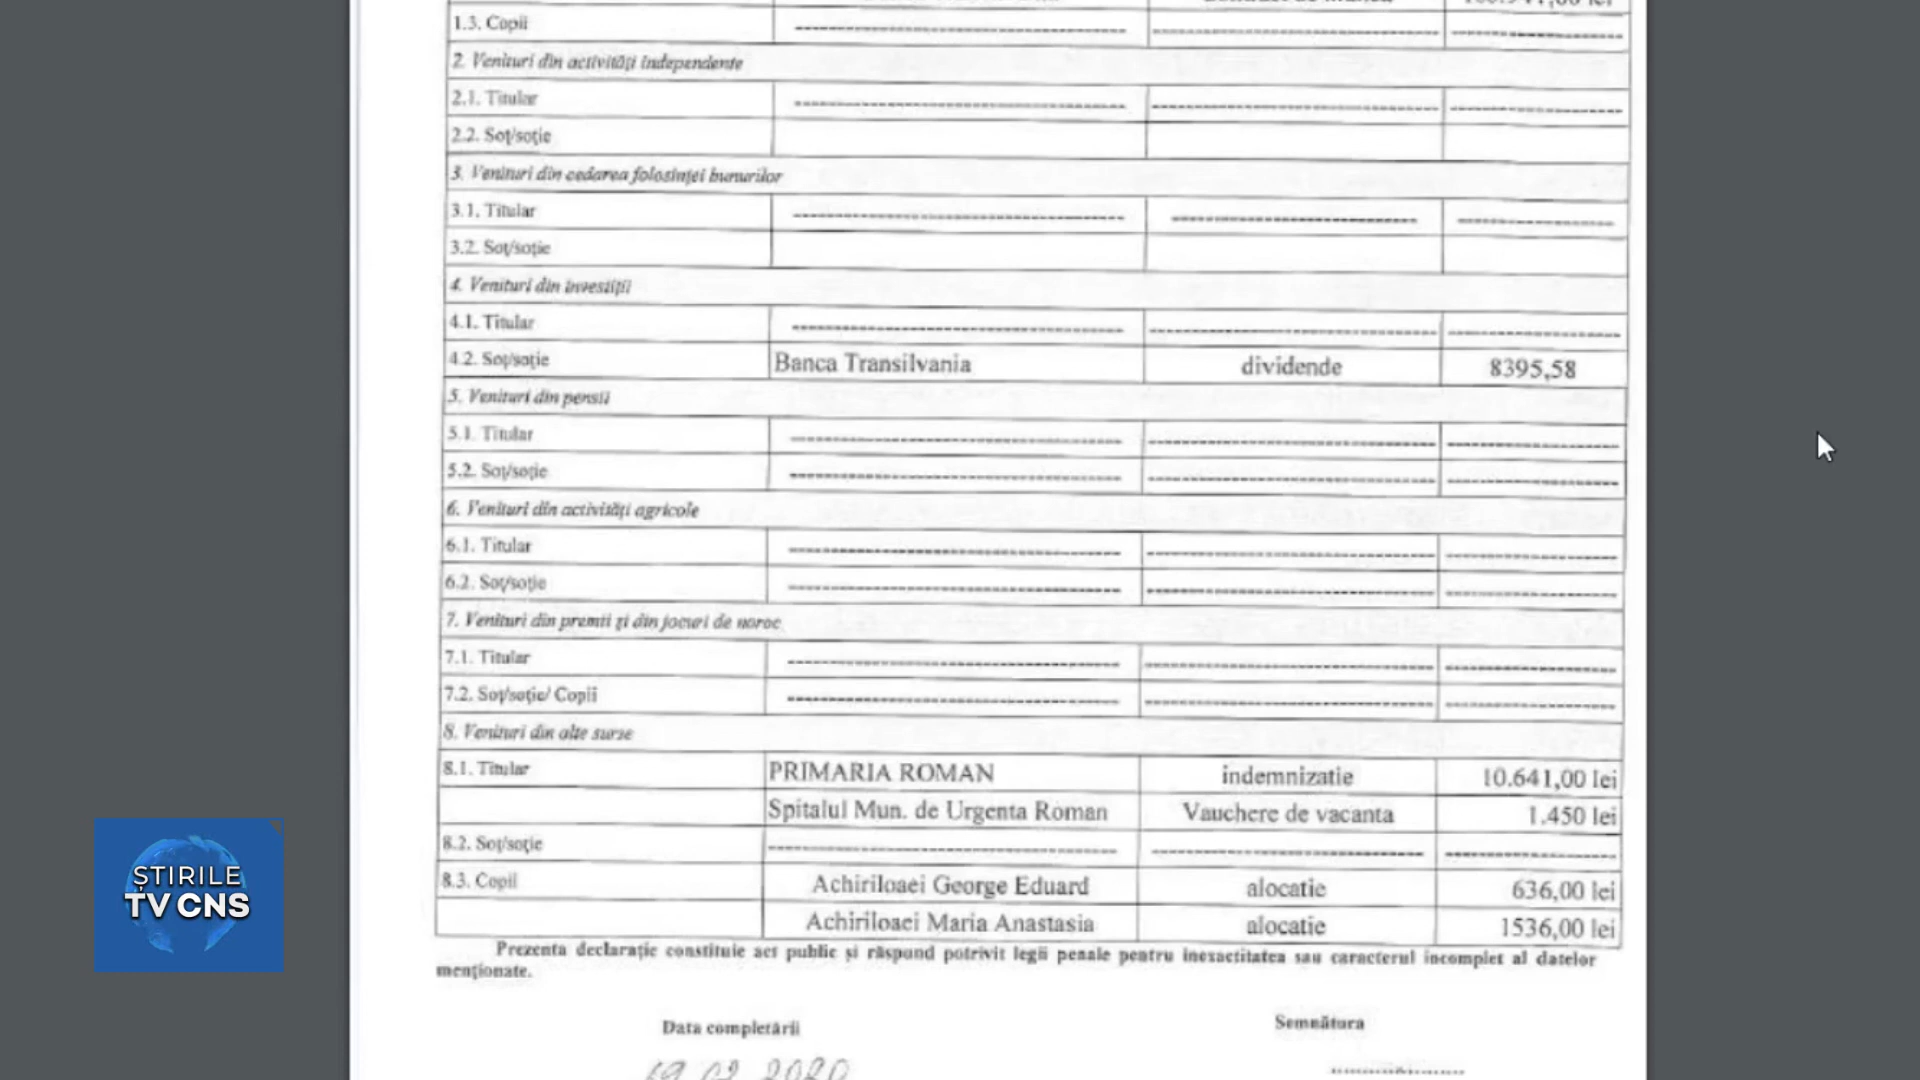 1.3. Copii
2. Venituri din activități independente
2.1. Titular
2.2. Soț/soție
3. Venituri din cedarea folosinței bunurilor
3.1. Titular
3.2. Soț/soție
4. Venituri din investiții
4.1. Titular
4.2. Soț/soție Banca Transilvania dividende 8395,58
5. Venituri din pensii
5.1. Titular
5.2. Soț/soție
6. Venituri din activități agricole
6.1. Titular
6.2. Soț/soție
7. Venituri din premii și din jocuri de noroc
7.1. Titular
7.2. Soț/soție/ Copii
8. Venituri din alte surse
8.1. Titular PRIMARIA ROMAN indemnizatie 10.641,00 lei
Spitalul Mun. de Urgenta Roman Vauchere de vacanta 1.450 lei
8.2. Soț/soție
8.3. Copii Achiriloaei George Eduard alocatie 636,00 lei
Achiriloaei Maria Anastasia alocatie 1536,00 lei
Prezenta declarație constituie act public și răspund potrivit legii penale pentru inexactitatea sau caracterul incomplet al datelor
menționate.
Data completării Semnătura
2020
ȘTIRILE
TV CNS